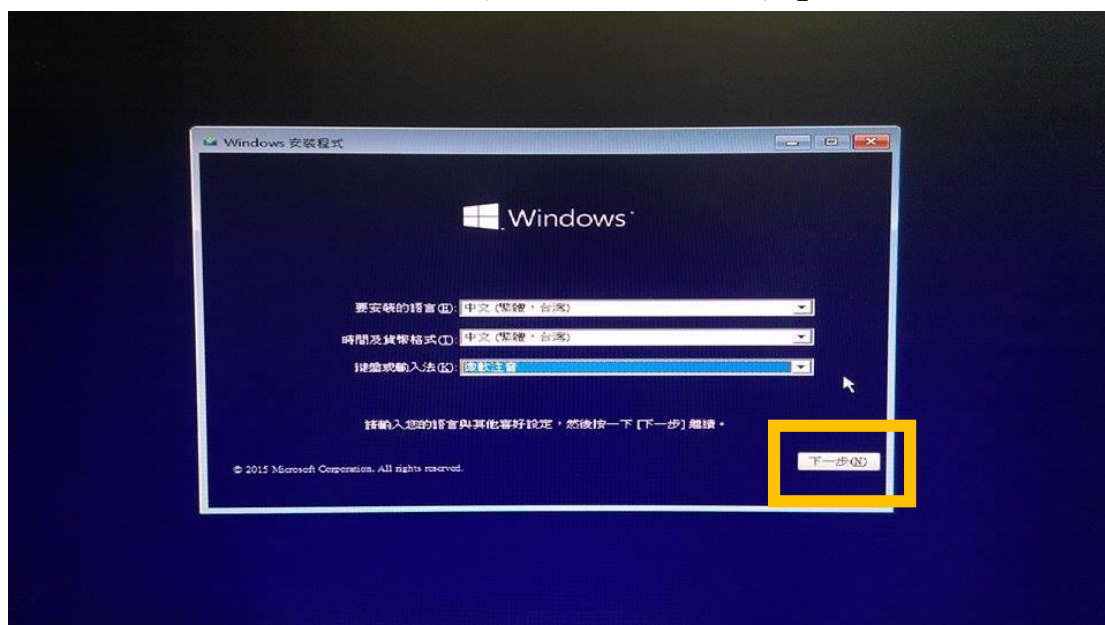 Windows 安裝程式
Windows
要安裝的語言(E): 中文 (繁體，台灣)
時間及貨幣格式(T): 中文 (繁體，台灣)
鍵盤或輸入法(K): 微軟注音
請輸入您的語言與其他喜好設定，然後按一下 [下一步] 繼續。
© 2015 Microsoft Corporation. All rights reserved.
下一步(N)